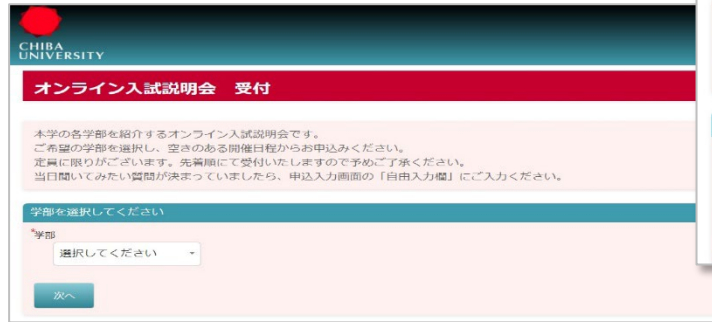 CHIBA
UNIVERSITY
オンライン入試説明会　受付
本学の各学部を紹介するオンライン入試説明会です。
ご希望の学部を選択し、空きのある開催日程からお申込みください。
定員に限りがございます。先着順にて受付いたしますので予めご了承ください。
当日聞いてみたい質問が決まっていましたら、申込入力画面の「自由入力欄」にご入力ください。
学部を選択してください
*学部
選択してください
次へ